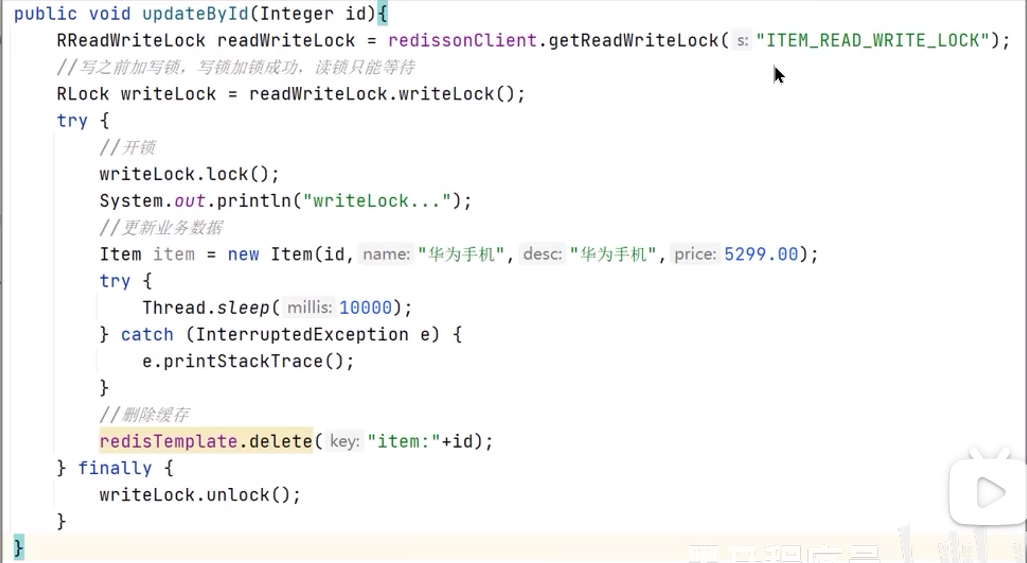 public void updateById(Integer id){
RReadWriteLock readWriteLock = redissonClient.getReadWriteLock( s: "ITEM_READ_WRITE_LOCK");
//写之前加写锁，写锁加锁成功，读锁只能等待
RLock writeLock = readWriteLock.writeLock();
try {
//开锁
writeLock.lock();
System.out.println("writeLock...");
//更新业务数据
Item item = new Item(id, name: "华为手机", desc: "华为手机", price: 5299.00);
try {
Thread.sleep( millis: 10000);
} catch (InterruptedException e) {
e.printStackTrace();
}
//删除缓存
redisTemplate.delete( key: "item:"+id);
} finally {
writeLock.unlock();
}
}